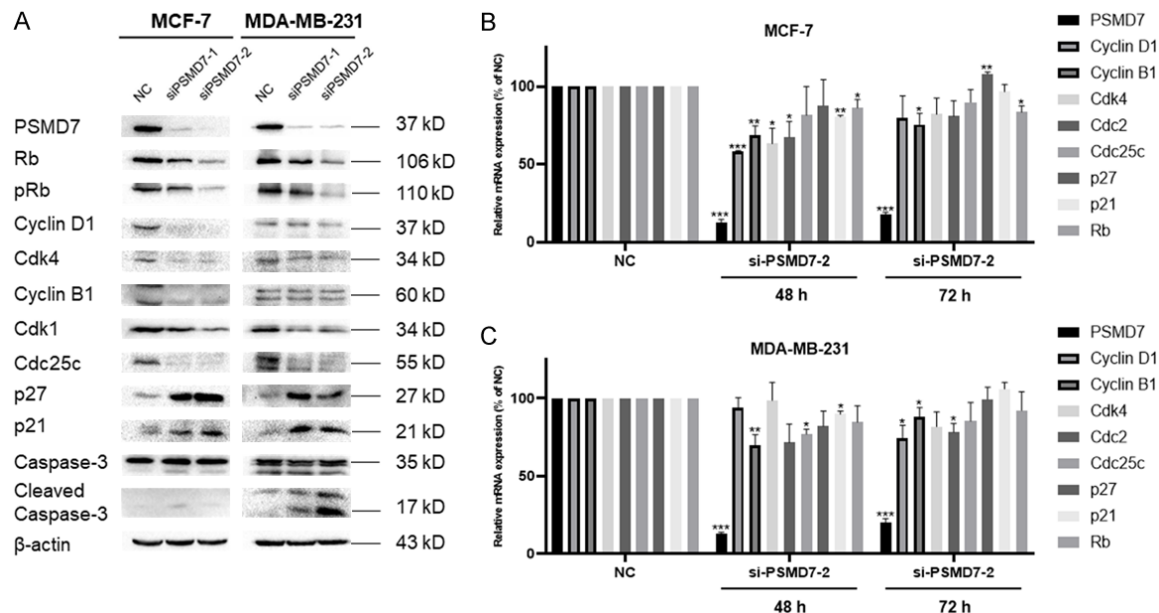 A
MCF-7 MDA-MB-231
NC siPSMD7-1 siPSMD7-2 NC siPSMD7-1 siPSMD7-2
PSMD7 37 kD
Rb 106 kD
pRb 110 kD
Cyclin D1 37 kD
Cdk4 34 kD
Cyclin B1 60 kD
Cdk1 34 kD
Cdc25c 55 kD
p27 27 kD
p21 21 kD
Caspase-3 35 kD
Cleaved
Caspase-3 17 kD
β-actin 43 kD
B
MCF-7
Relative mRNA expression (% of NC)
100
50
0
*** *** ** * * ** * *** * ** *
NC si-PSMD7-2 si-PSMD7-2
48 h 72 h
PSMD7
Cyclin D1
Cyclin B1
Cdk4
Cdc2
Cdc25c
p27
p21
Rb
C
MDA-MB-231
Relative mRNA expression (% of NC)
100
50
0
*** ** * * *** * * *
NC si-PSMD7-2 si-PSMD7-2
48 h 72 h
PSMD7
Cyclin D1
Cyclin B1
Cdk4
Cdc2
Cdc25c
p27
p21
Rb